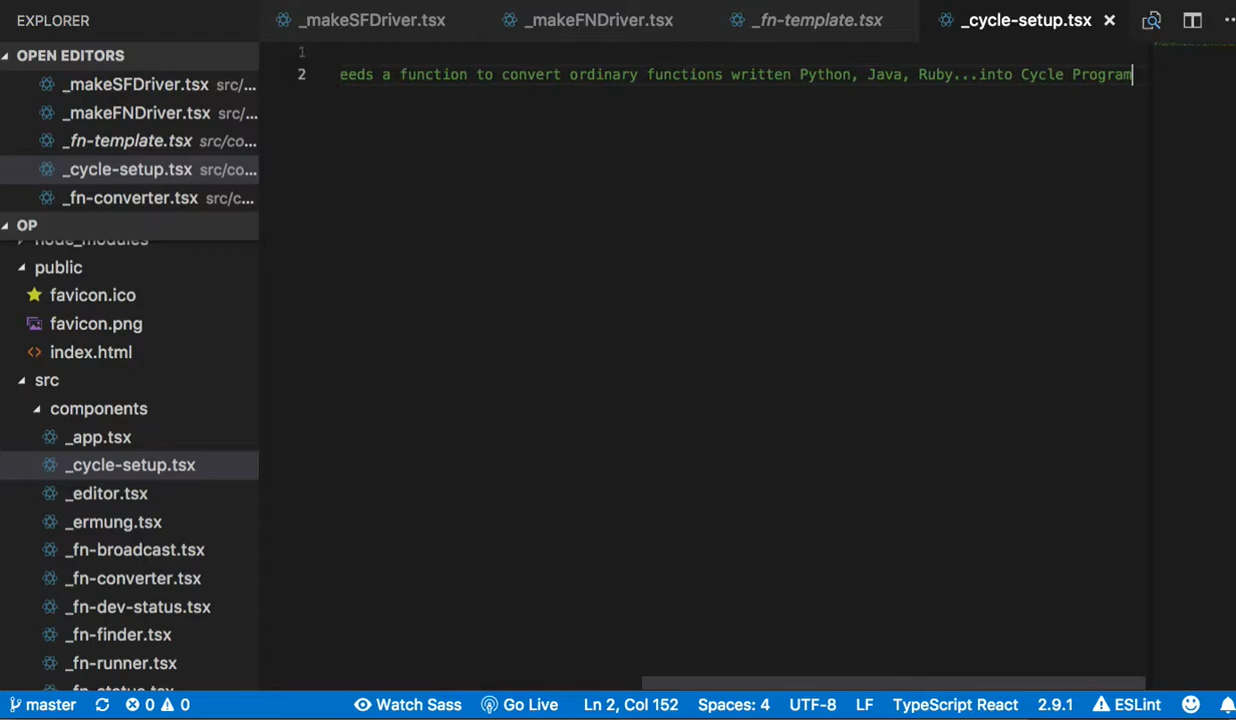 EXPLORER
_makeSFDriver.tsx
_makeFNDriver.tsx
_fn-template.tsx
_cycle-setup.tsx
OPEN EDITORS
_makeSFDriver.tsx src/...
_makeFNDriver.tsx src/...
_fn-template.tsx src/co...
_cycle-setup.tsx src/co...
_fn-converter.tsx src/c...
OP
node_modules
public
favicon.ico
favicon.png
index.html
src
components
_app.tsx
_cycle-setup.tsx
_editor.tsx
_ermung.tsx
_fn-broadcast.tsx
_fn-converter.tsx
_fn-dev-status.tsx
_fn-finder.tsx
_fn-runner.tsx
_fn-status.tsx
1
2 eeds a function to convert ordinary functions written Python, Java, Ruby...into Cycle Program
master 0 0 Watch Sass Go Live Ln 2, Col 152 Spaces: 4 UTF-8 LF TypeScript React 2.9.1 ESLint